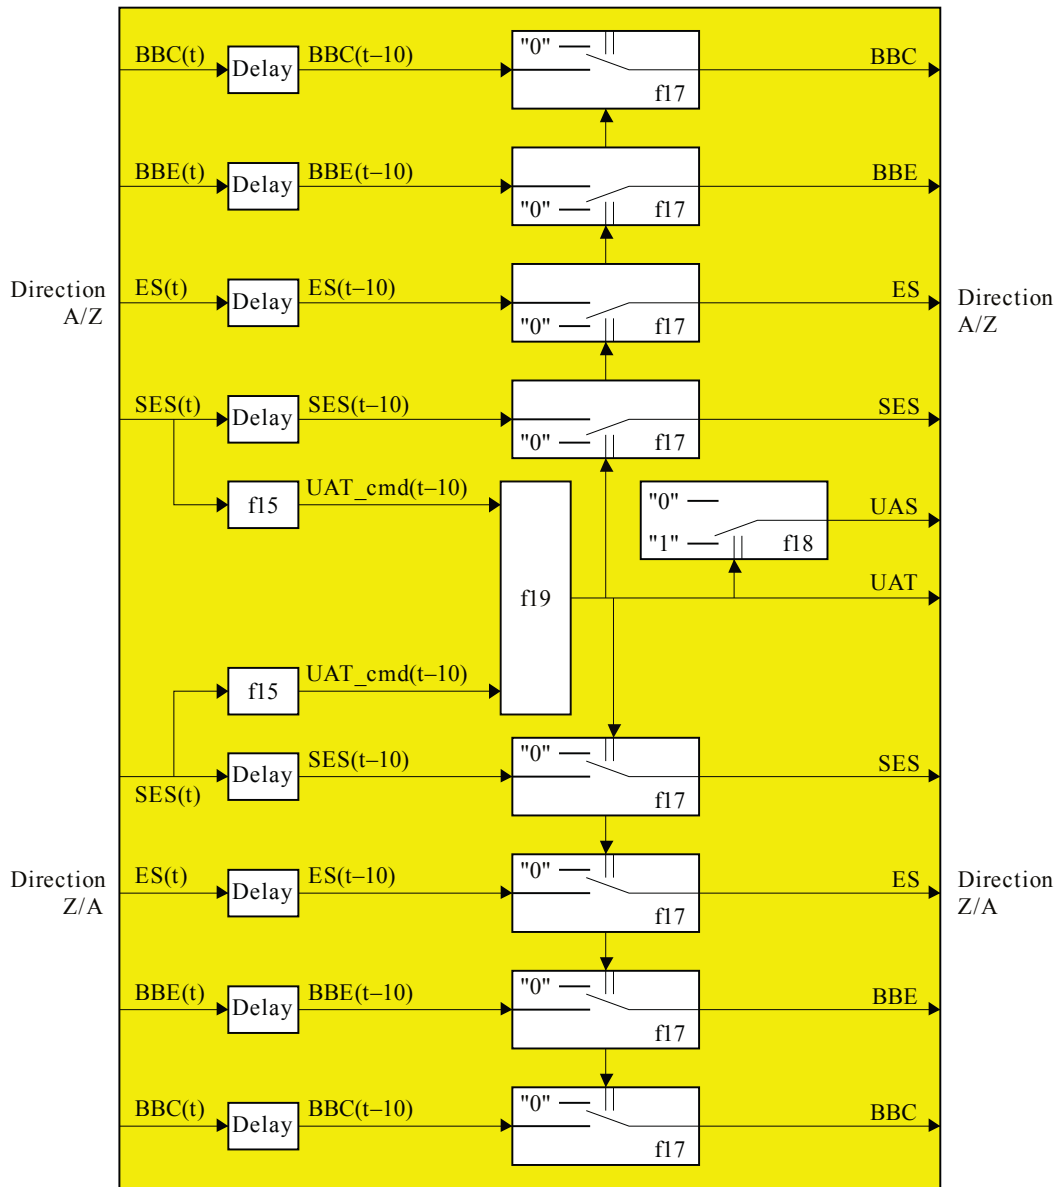 BBC(t)
Delay
BBC(t–10)
"0"
f17
BBC
BBE(t)
Delay
BBE(t–10)
"0"
f17
BBE
Direction
A/Z
ES(t)
Delay
ES(t–10)
"0"
f17
ES
Direction
A/Z
SES(t)
Delay
SES(t–10)
"0"
f17
SES
f15
UAT_cmd(t–10)
"0"
"1"
f18
UAS
f19
UAT
f15
UAT_cmd(t–10)
SES(t)
Delay
SES(t–10)
"0"
f17
SES
Direction
Z/A
ES(t)
Delay
ES(t–10)
"0"
f17
ES
Direction
Z/A
BBE(t)
Delay
BBE(t–10)
"0"
f17
BBE
BBC(t)
Delay
BBC(t–10)
"0"
f17
BBC